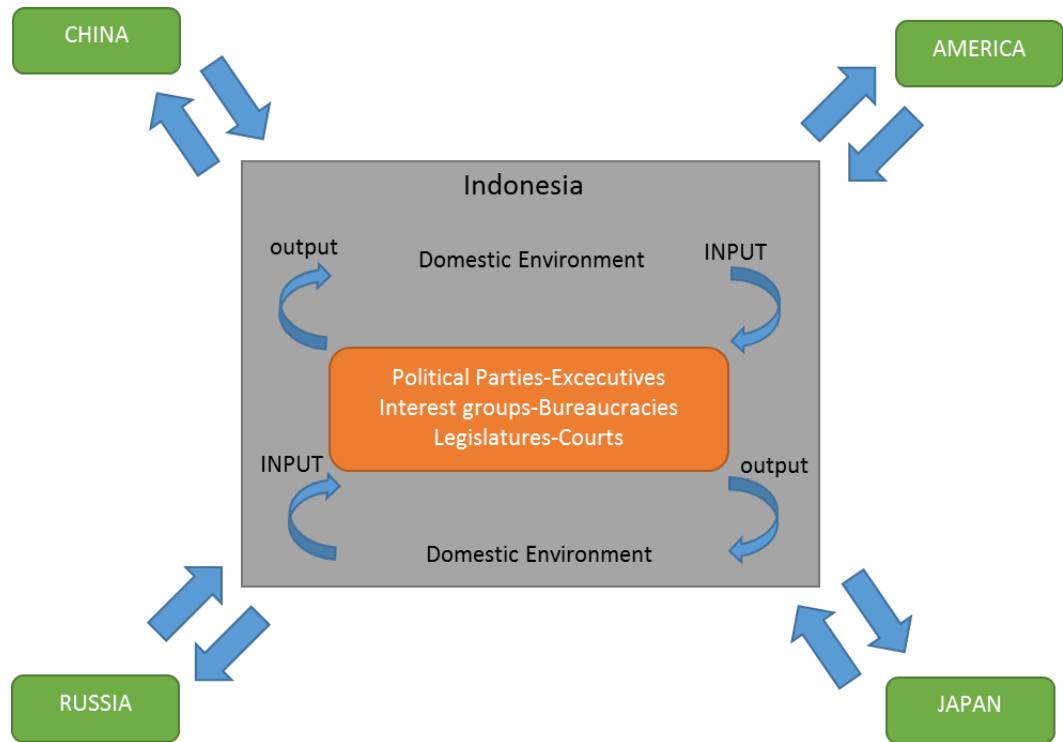 CHINA
AMERICA
Indonesia
output
Domestic Environment
INPUT
Political Parties-Excecutives
Interest groups-Bureaucracies
Legislatures-Courts
INPUT
output
Domestic Environment
RUSSIA
JAPAN